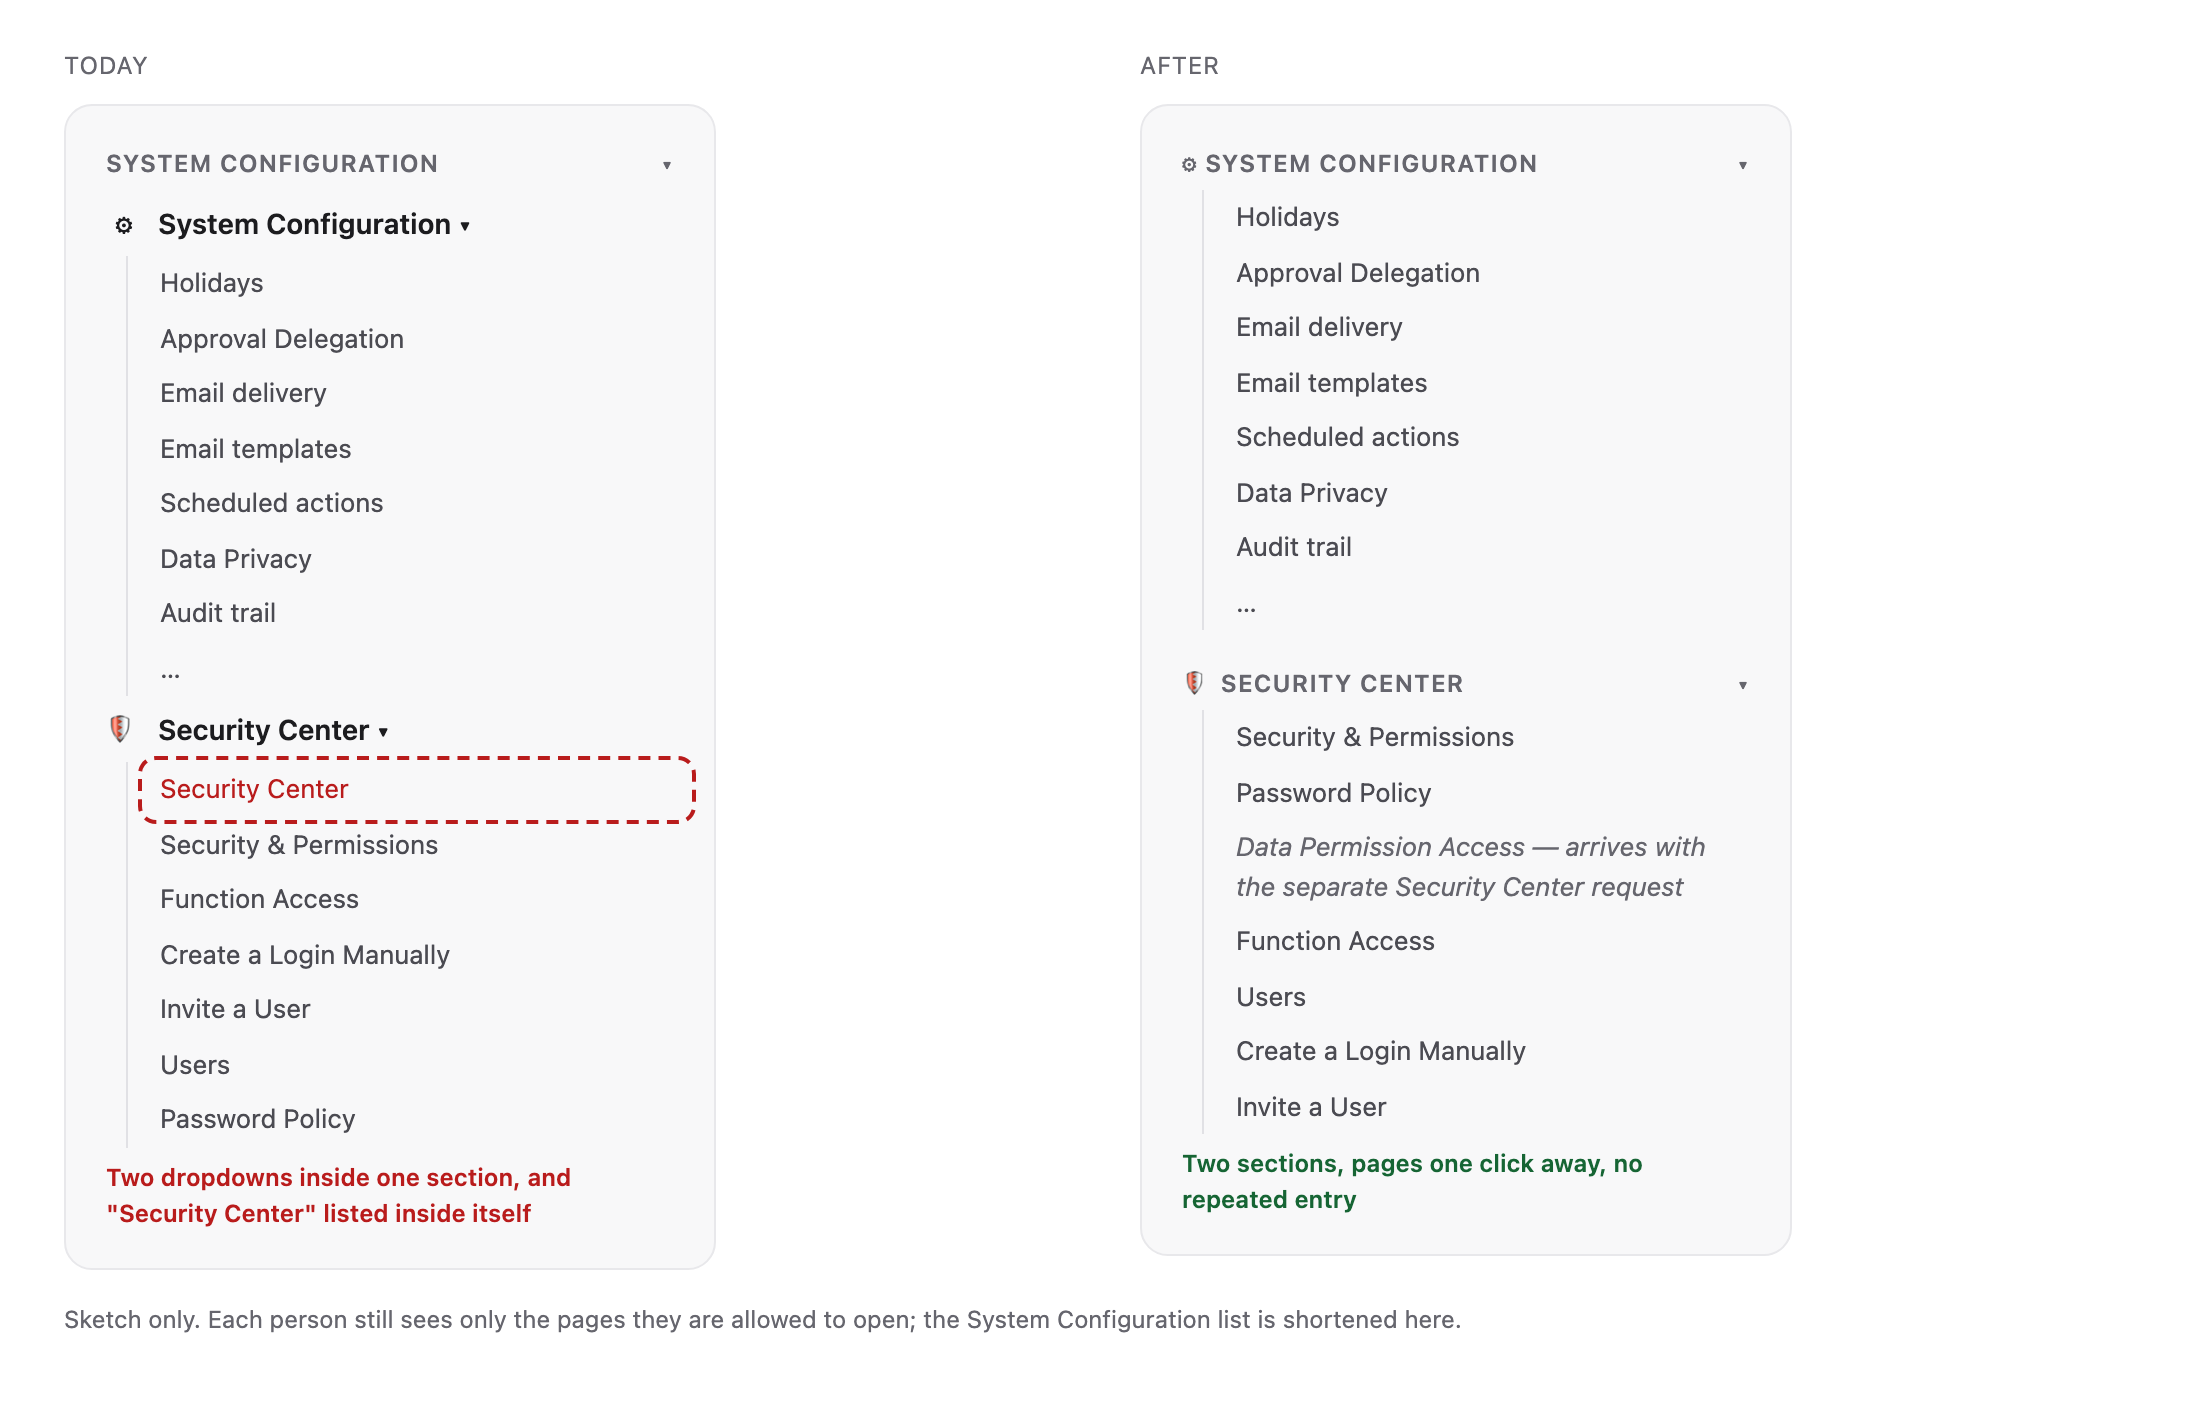 TODAY
SYSTEM CONFIGURATION ▾
⚙ System Configuration ▾
Holidays
Approval Delegation
Email delivery
Email templates
Scheduled actions
Data Privacy
Audit trail
...
Security Center ▾
Security Center
Security & Permissions
Function Access
Create a Login Manually
Invite a User
Users
Password Policy
Two dropdowns inside one section, and
"Security Center" listed inside itself
AFTER
⚙ SYSTEM CONFIGURATION ▾
Holidays
Approval Delegation
Email delivery
Email templates
Scheduled actions
Data Privacy
Audit trail
...
SECURITY CENTER ▾
Security & Permissions
Password Policy
Data Permission Access — arrives with
the separate Security Center request
Function Access
Users
Create a Login Manually
Invite a User
Two sections, pages one click away, no
repeated entry
Sketch only. Each person still sees only the pages they are allowed to open; the System Configuration list is shortened here.